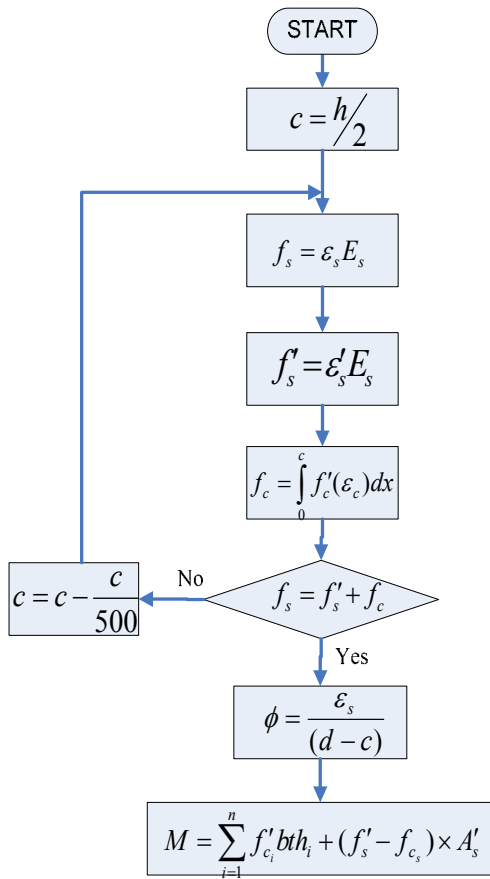 START
c = h/2
f_s = ε_s E_s
f′_s = ε′_s E_s
f_c = ∫_0^c f′_c(ε_c)dx
f_s = f′_s + f_c
No
c = c − c/500
Yes
ϕ = ε_s/(d − c)
M = ∑_{i=1}^n f′_{c_i} bth_i + (f′_s − f_{c_s}) × A′_s